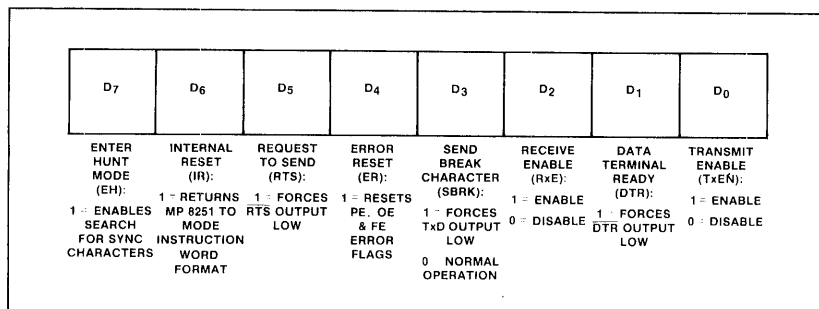 D7 D6 D5 D4 D3 D2 D1 D0
ENTER
HUNT
MODE
(EH):
1 = ENABLES
SEARCH
FOR SYNC
CHARACTERS
INTERNAL
RESET
(IR):
1 = RETURNS
MP 8251 TO
MODE
INSTRUCTION
WORD
FORMAT
REQUEST
TO SEND
(RTS):
1 = FORCES
RTS OUTPUT
LOW
ERROR
RESET
(ER):
1 = RESETS
PE, OE
& FE
ERROR
FLAGS
SEND
BREAK
CHARACTER
(SBRK):
1 = FORCES
TxD OUTPUT
LOW
0 NORMAL
OPERATION
RECEIVE
ENABLE
(RxE):
1 = ENABLE
0 = DISABLE
DATA
TERMINAL
READY
(DTR):
1 = FORCES
DTR OUTPUT
LOW
TRANSMIT
ENABLE
(TxEN):
1 = ENABLE
0 = DISABLE